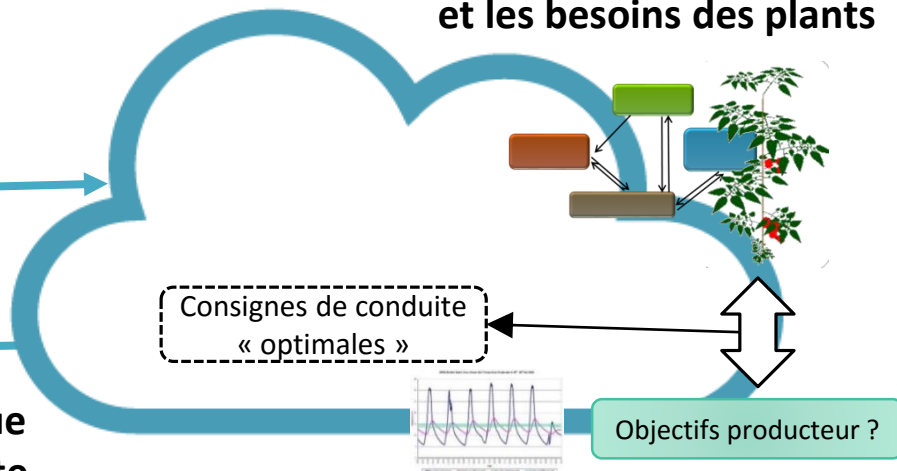 et les besoins des plants
Consignes de conduite
« optimales »
Objectifs producteur ?